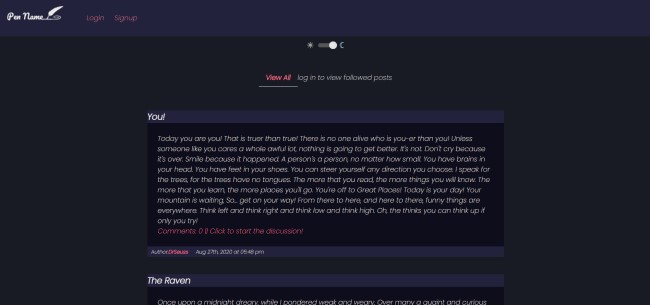 Pen Name
Login Signup
View All log in to view followed posts
You!
Today you are you! That is truer than true! There is no one alive who is you-er than you! Unless
someone like you cares a whole awful lot, nothing is going to get better. It's not. Don't cry because
it's over. Smile because it happened. A person's a person, no matter how small. You have brains in
your head. You have feet in your shoes. You can steer yourself any direction you choose. I speak for
the trees, for the trees have no tongues. The more that you read, the more things you will know. The
more that you learn, the more places you'll go. You're off to Great Places! Today is your day! Your
mountain is waiting, So... get on your way! From there to here, and here to there, funny things are
everywhere. Think left and think right and think low and think high. Oh, the thinks you can think up if
only you try!
Comments: 0 || Click to start the discussion!
Author:DrSeuss Aug 27th, 2020 at 05:48 pm
The Raven
Once upon a midnight dreary, while I pondered weak and weary, Over many a quaint and curious